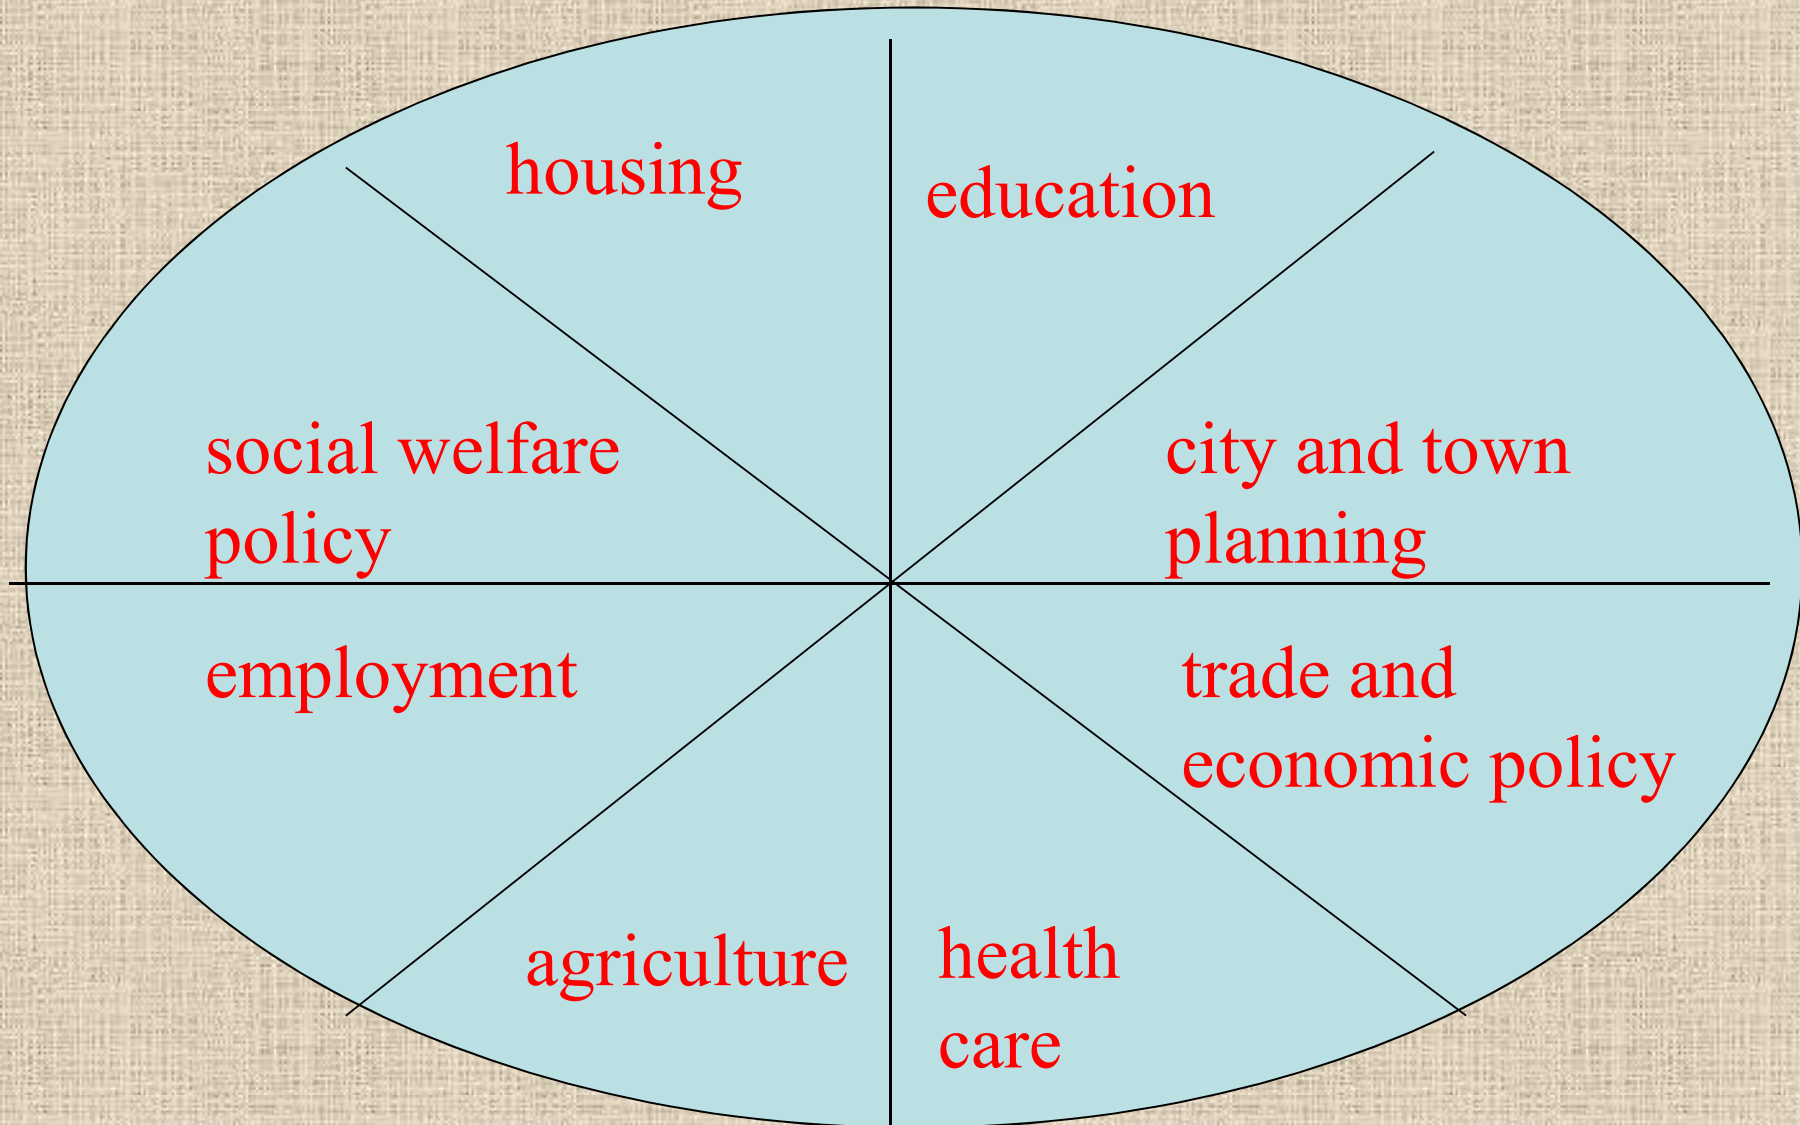 housing
education
social welfare
policy
city and town
planning
employment
trade and
economic policy
agriculture
health
care